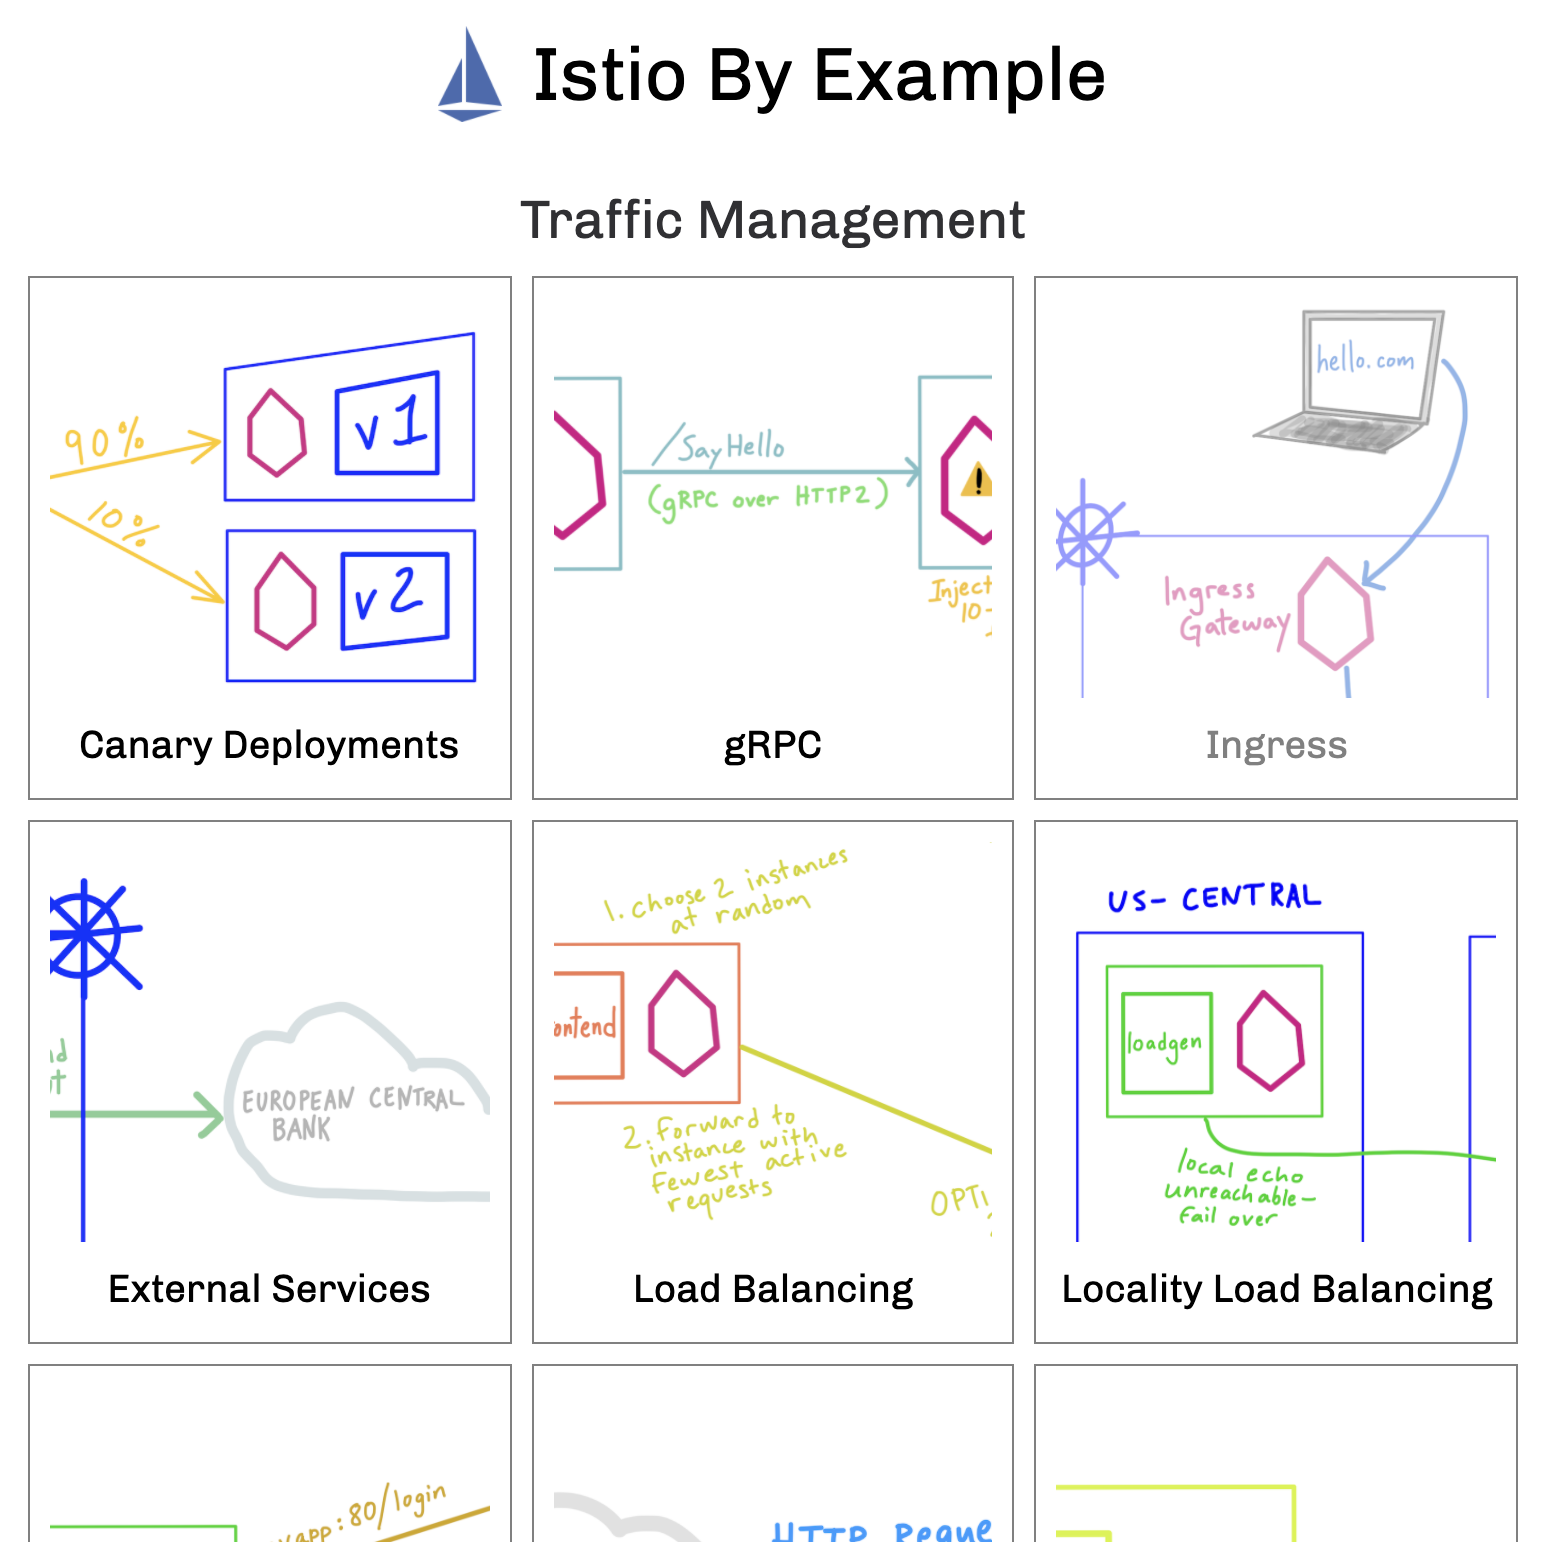 Istio By Example
Traffic Management
90%
10%
v1
v2
Canary Deployments
/SayHello
(gRPC over HTTP2)
Inject
10-
gRPC
hello.com
Ingress
Gateway
Ingress
EUROPEAN CENTRAL
BANK
External Services
1. choose 2 instances
at random
ontend
2. Forward to
instance with
fewest active
requests
OPTI
Load Balancing
US- CENTRAL
loadgen
local echo
unreachable-
fail over
Locality Load Balancing
app:80/login
HTTP Reque